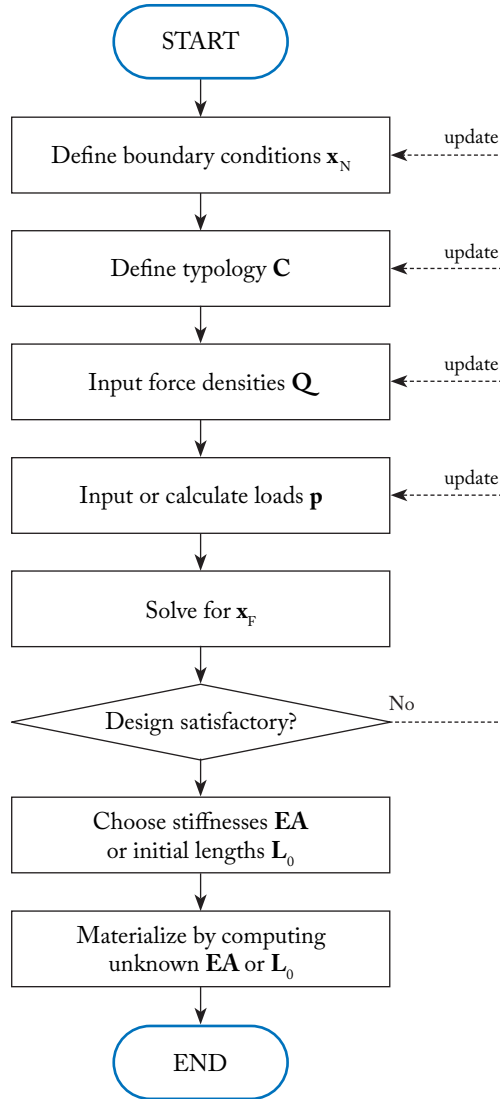 START
Define boundary conditions x_N
update
Define typology C
update
Input force densities Q
update
Input or calculate loads p
update
Solve for x_F
Design satisfactory?
No
Choose stiffnesses EA
or initial lengths L_0
Materialize by computing
unknown EA or L_0
END